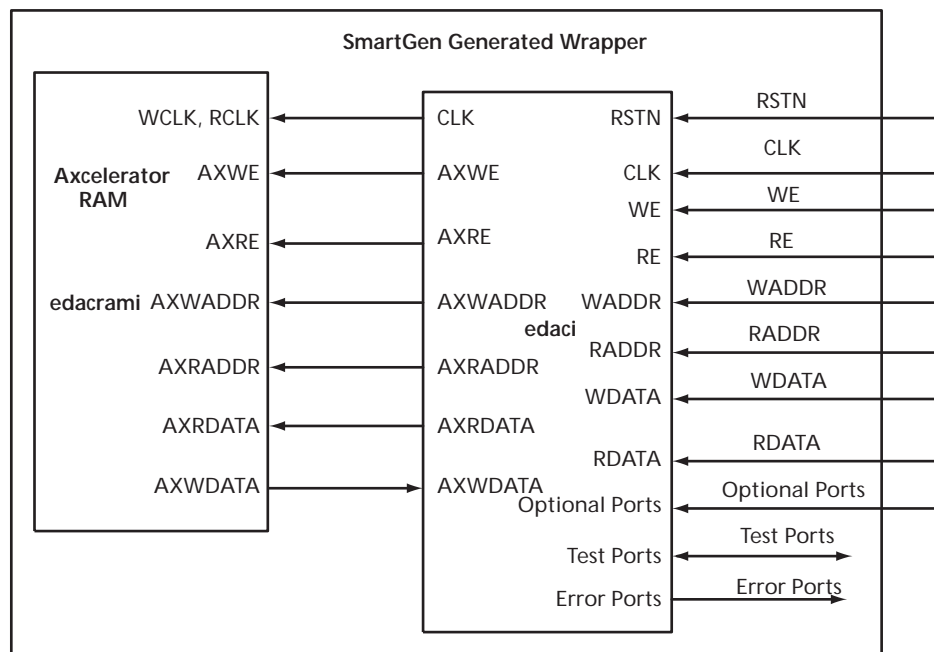 SmartGen Generated Wrapper
Axcelerator
RAM
edacrami
WCLK, RCLK
AXWE
AXRE
AXWADDR
AXRADDR
AXRDATA
AXWDATA
CLK
AXWE
AXRE
AXWADDR
AXRADDR
AXRDATA
AXWDATA
edaci
RSTN
CLK
WE
RE
WADDR
RADDR
WDATA
RDATA
Optional Ports
Test Ports
Error Ports
RSTN
CLK
WE
RE
WADDR
RADDR
WDATA
RDATA
Optional Ports
Test Ports
Error Ports